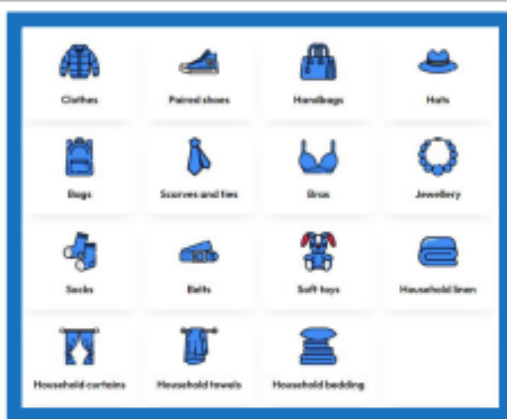 Clothes
Paired shoes
Handbags
Hats
Bags
Scarves and ties
Bras
Jewellery
Socks
Belts
Soft toys
Household linen
Household curtains
Household towels
Household bedding